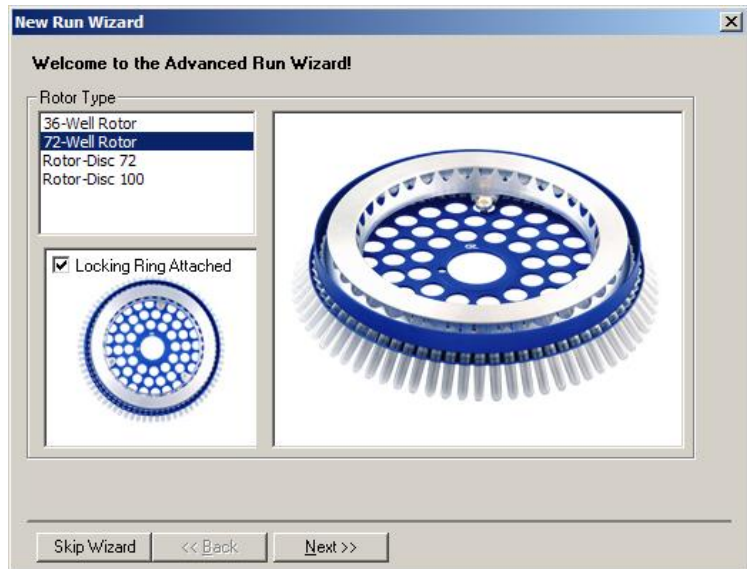 New Run Wizard
Welcome to the Advanced Run Wizard!
Rotor Type
36-Well Rotor
72-Well Rotor
Rotor-Disc 72
Rotor-Disc 100
Locking Ring Attached
Skip Wizard
<< Back
Next >>